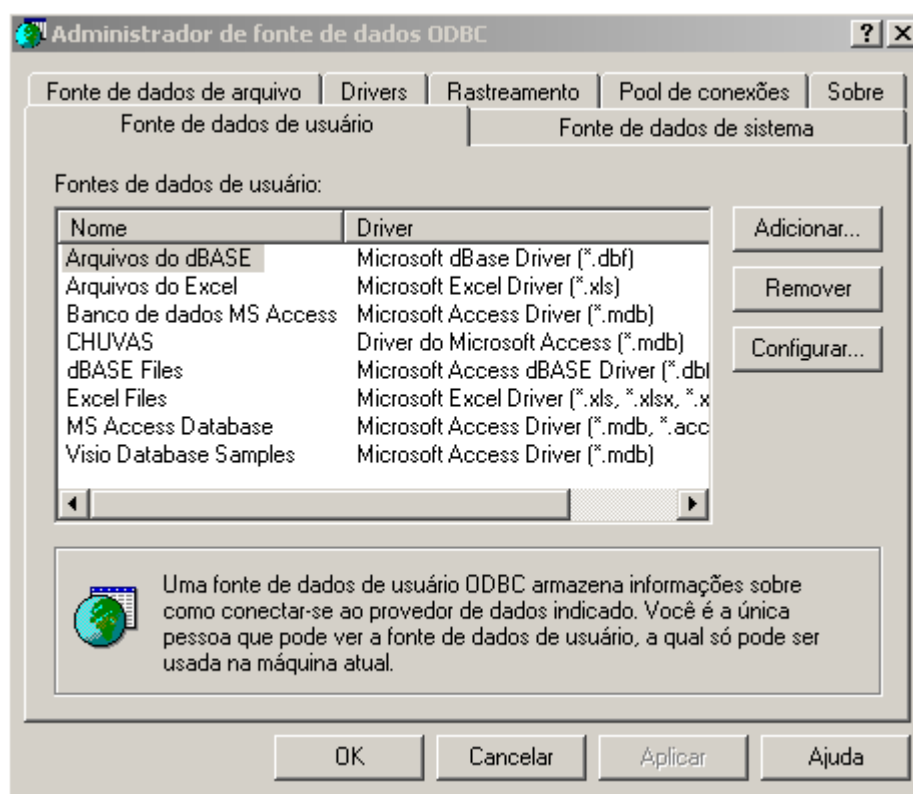 Administrador de fonte de dados ODBC
Fonte de dados de arquivo Drivers Rastreamento Pool de conexões Sobre
Fonte de dados de usuário Fonte de dados de sistema
Fontes de dados de usuário:
Nome Driver
Arquivos do dBASE Microsoft dBase Driver (*.dbf)
Arquivos do Excel Microsoft Excel Driver (*.xls)
Banco de dados MS Access Microsoft Access Driver (*.mdb)
CHUVAS Driver do Microsoft Access (*.mdb)
dBASE Files Microsoft Access dBASE Driver (*.dbf
Excel Files Microsoft Excel Driver (*.xls, *.xlsx, *.x
MS Access Database Microsoft Access Driver (*.mdb, *.acc
Visio Database Samples Microsoft Access Driver (*.mdb)
Adicionar...
Remover
Configurar...
Uma fonte de dados de usuário ODBC armazena informações sobre
como conectar-se ao provedor de dados indicado. Você é a única
pessoa que pode ver a fonte de dados de usuário, a qual só pode ser
usada na máquina atual.
OK Cancelar Aplicar Ajuda